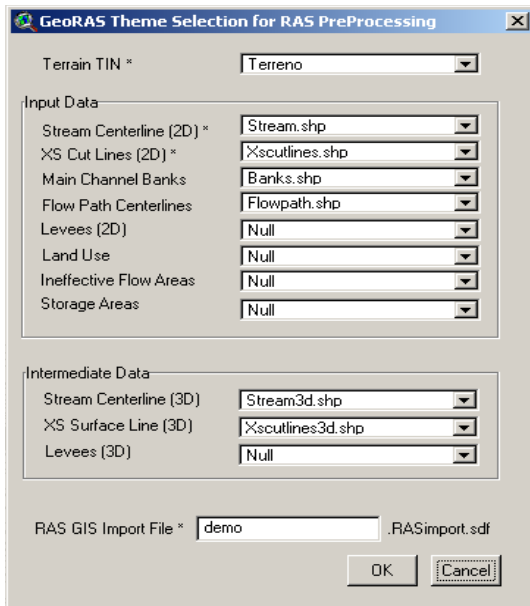 GeoRAS Theme Selection for RAS PreProcessing
Terrain TIN * Terreno
Input Data
Stream Centerline (2D) * Stream.shp
XS Cut Lines (2D) * Xscutlines.shp
Main Channel Banks Banks.shp
Flow Path Centerlines Flowpath.shp
Levees (2D) Null
Land Use Null
Ineffective Flow Areas Null
Storage Areas Null
Intermediate Data
Stream Centerline (3D) Stream3d.shp
XS Surface Line (3D) Xscutlines3d.shp
Levees (3D) Null
RAS GIS Import File * demo .RASimport.sdf
OK Cancel